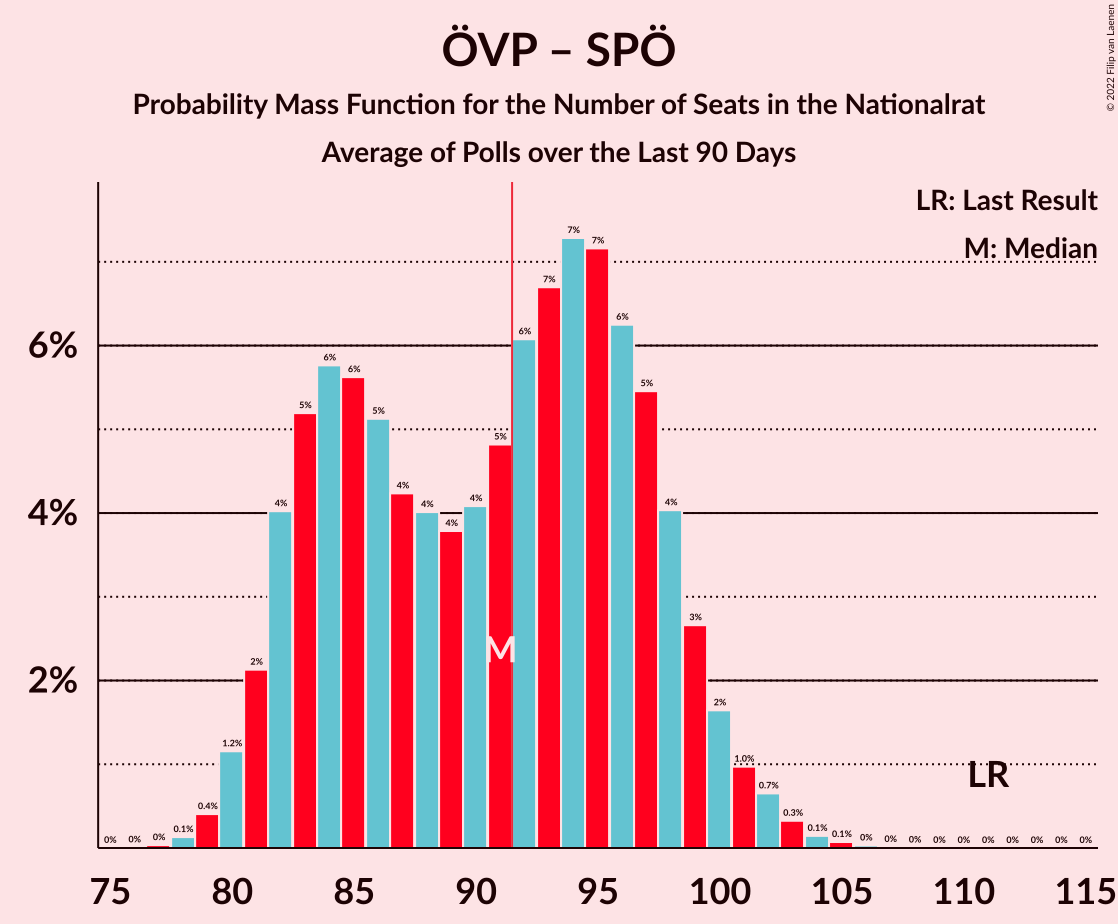 ÖVP – SPÖ
Probability Mass Function for the Number of Seats in the Nationalrat
Average of Polls over the Last 90 Days
© 2022 Filip van Laenen
LR: Last Result
M: Median
6%
4%
2%
0% 0% 0% 0.1% 0.4% 1.2% 2% 4% 5% 6% 6% 5% 4% 4% 4% 4% 5% 6% 7% 7% 7% 6% 5% 4% 3% 2% 1.0% 0.7% 0.3% 0.1% 0.1% 0% 0% 0% 0% 0% 0% 0% 0% 0% 0%
M
LR
75 80 85 90 95 100 105 110 115